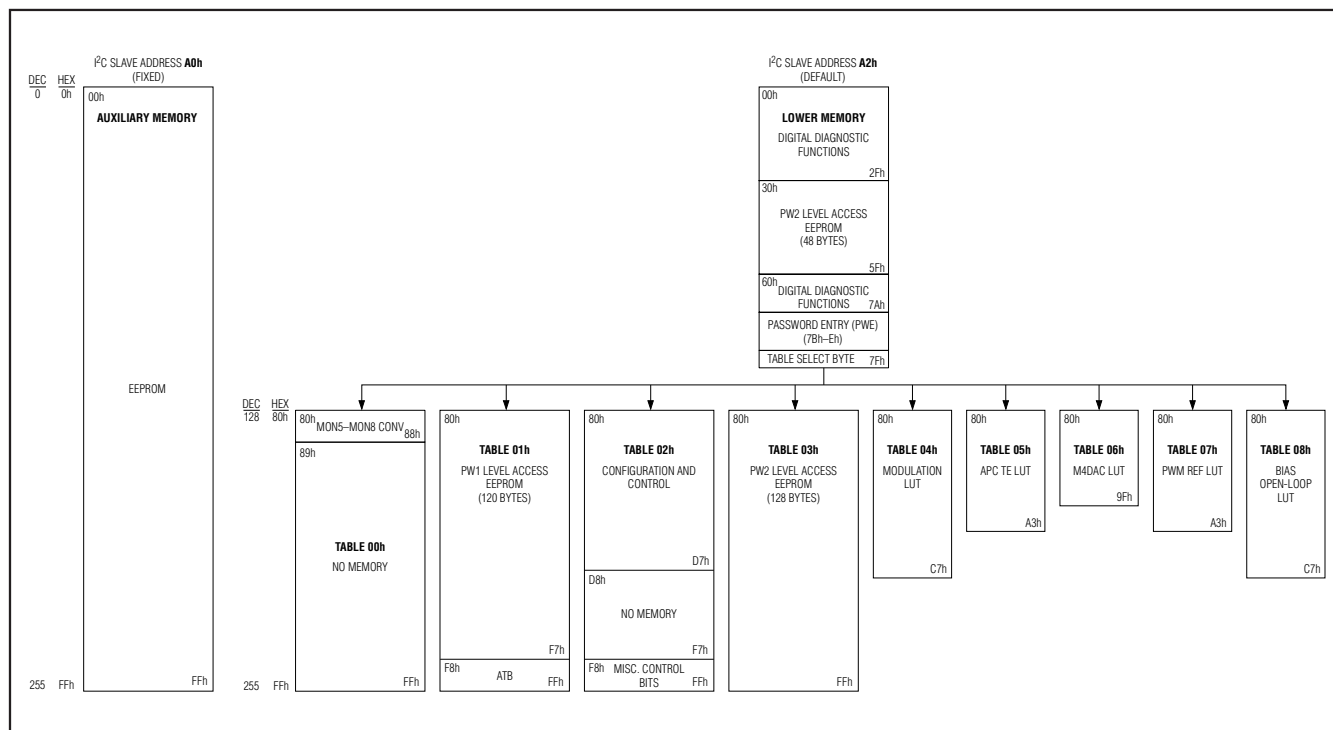 I²C SLAVE ADDRESS A0h
(FIXED)
DEC HEX
0 0h
00h
AUXILIARY MEMORY
EEPROM
FFh
255 FFh
I²C SLAVE ADDRESS A2h
(DEFAULT)
00h
LOWER MEMORY
DIGITAL DIAGNOSTIC
FUNCTIONS
2Fh
30h
PW2 LEVEL ACCESS
EEPROM
(48 BYTES)
5Fh
60h
DIGITAL DIAGNOSTIC
FUNCTIONS 7Ah
PASSWORD ENTRY (PWE)
(7Bh–Eh)
TABLE SELECT BYTE 7Fh
DEC HEX
128 80h
80h
MON5–MON8 CONV
88h
89h
TABLE 00h
NO MEMORY
FFh
255 FFh
80h
TABLE 01h
PW1 LEVEL ACCESS
EEPROM
(120 BYTES)
F7h
F8h
ATB
FFh
80h
TABLE 02h
CONFIGURATION AND
CONTROL
D7h
D8h
NO MEMORY
F7h
F8h MISC. CONTROL
BITS FFh
80h
TABLE 03h
PW2 LEVEL ACCESS
EEPROM
(128 BYTES)
FFh
80h
TABLE 04h
MODULATION
LUT
C7h
80h
TABLE 05h
APC TE LUT
A3h
80h
TABLE 06h
M4DAC LUT
9Fh
80h
TABLE 07h
PWM REF LUT
A3h
80h
TABLE 08h
BIAS
OPEN-LOOP
LUT
C7h